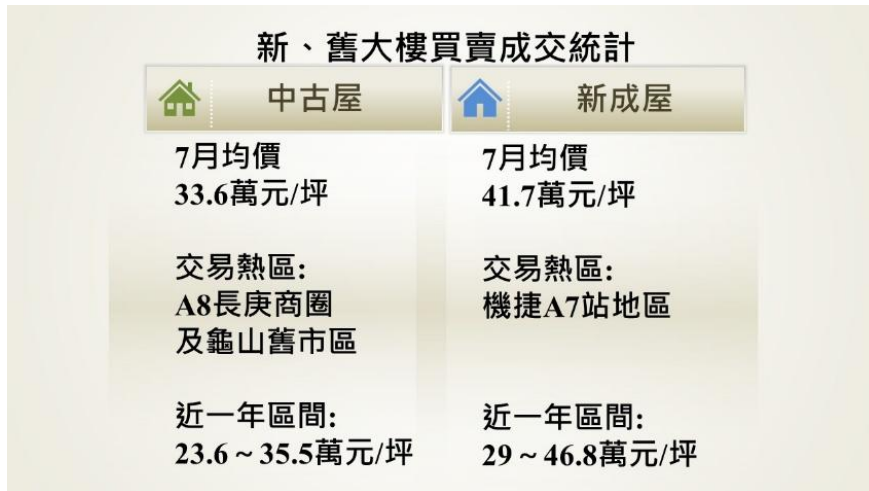 新、舊大樓買賣成交統計
中古屋
新成屋
7月均價
33.6萬元/坪
交易熱區:
A8長庚商圈
及龜山舊市區
近一年區間:
23.6～35.5萬元/坪
7月均價
41.7萬元/坪
交易熱區:
機捷A7站地區
近一年區間:
29～46.8萬元/坪